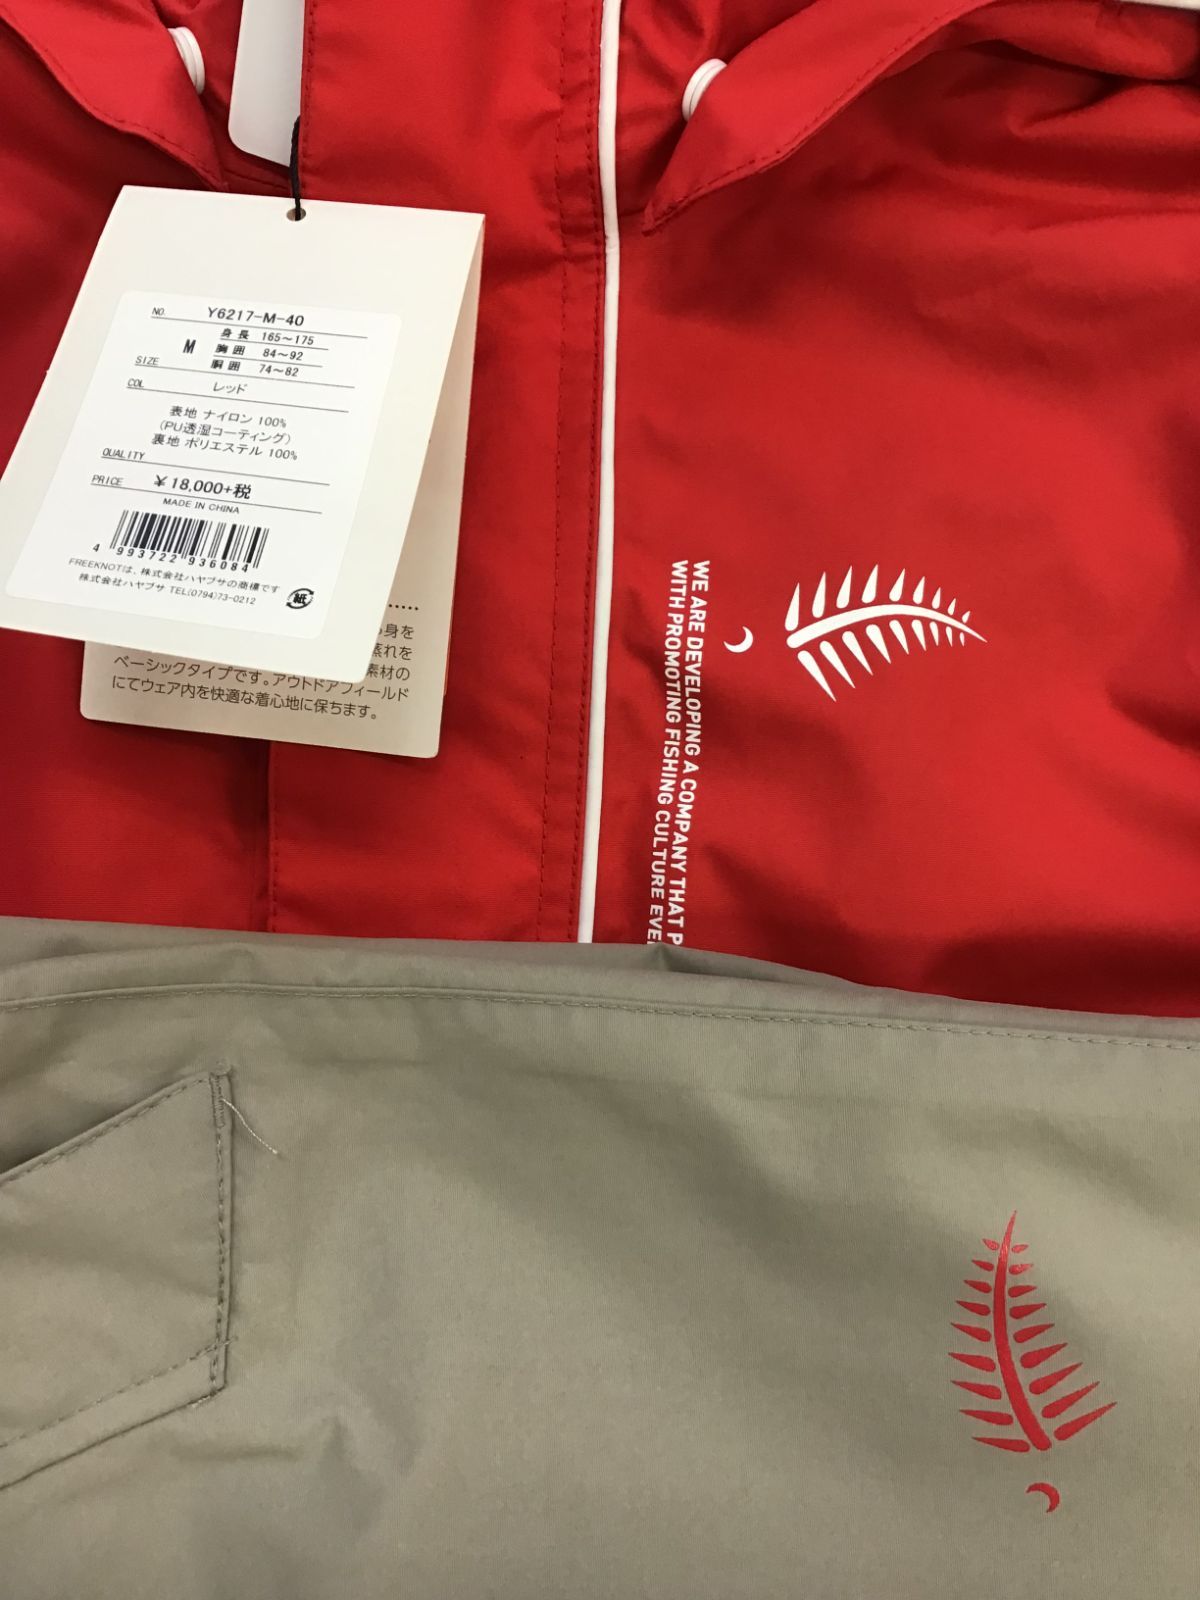 NO. Y6217-M-40
身長 165～175
M 胸囲 84～92
SIZE 胴囲 74～82
COL レッド
表地 ナイロン 100%
(PU透湿コーティング)
裏地 ポリエステル 100%
QUALITY
PRICE ￥18,000+税
MADE IN CHINA
4 993722 936084
FREEKNOTは、株式会社ハヤブサの商標です
株式会社ハヤブサ TEL(0794)73-0212
紙
身を
蒸れを
ベーシックタイプです。 素材の
アウトドアフィールド
にてウェア内を快適な着心地に保ちます。
WE ARE DEVELOPING A COMPANY THAT P
WITH PROMOTING FISHING CULTURE EVE